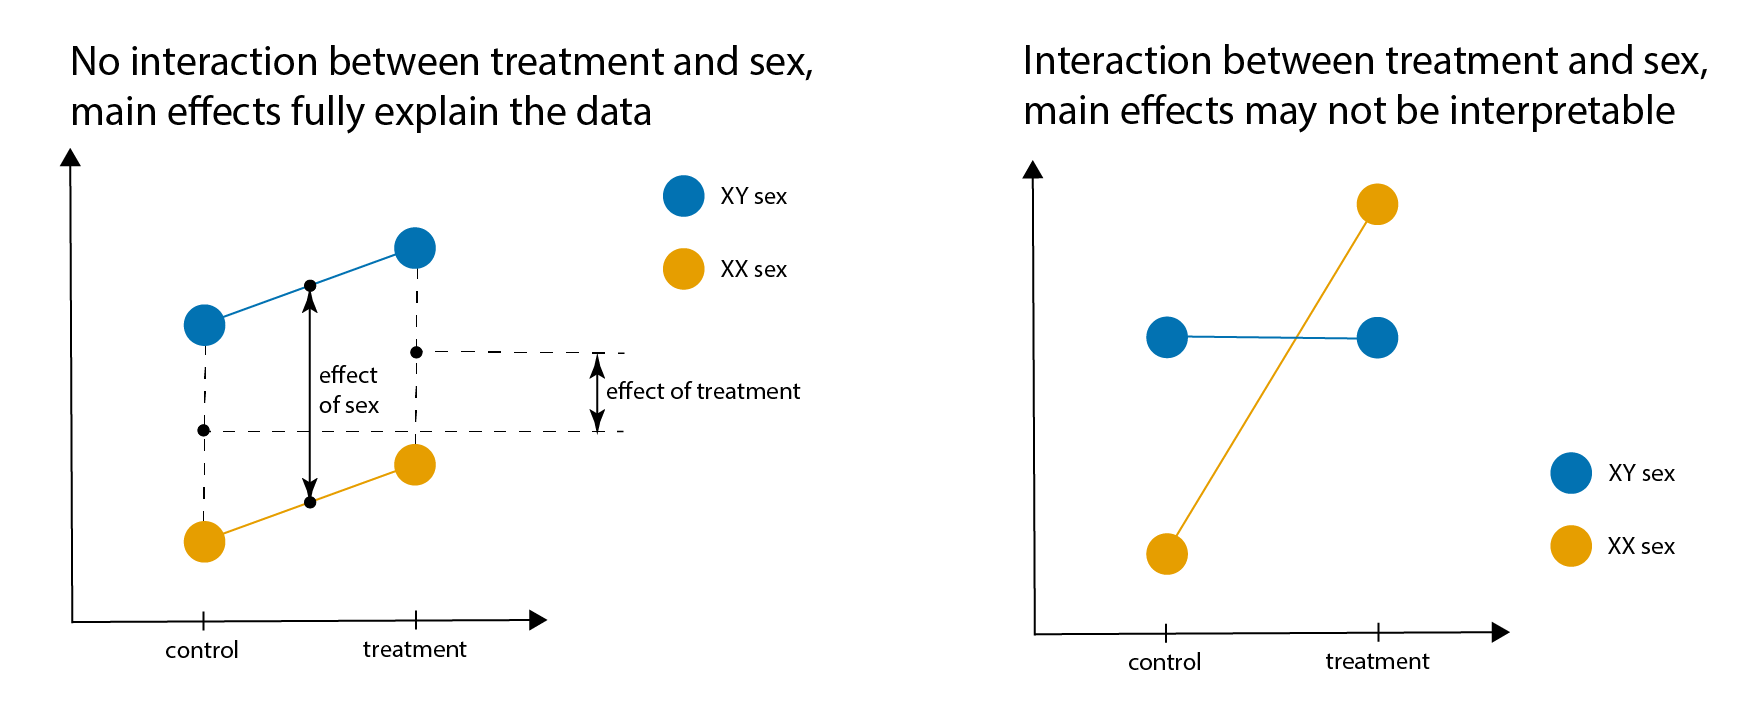 No interaction between treatment and sex,
main effects fully explain the data
XY sex
XX sex
effect
of sex
effect of treatment
control
treatment
Interaction between treatment and sex,
main effects may not be interpretable
XY sex
XX sex
control
treatment